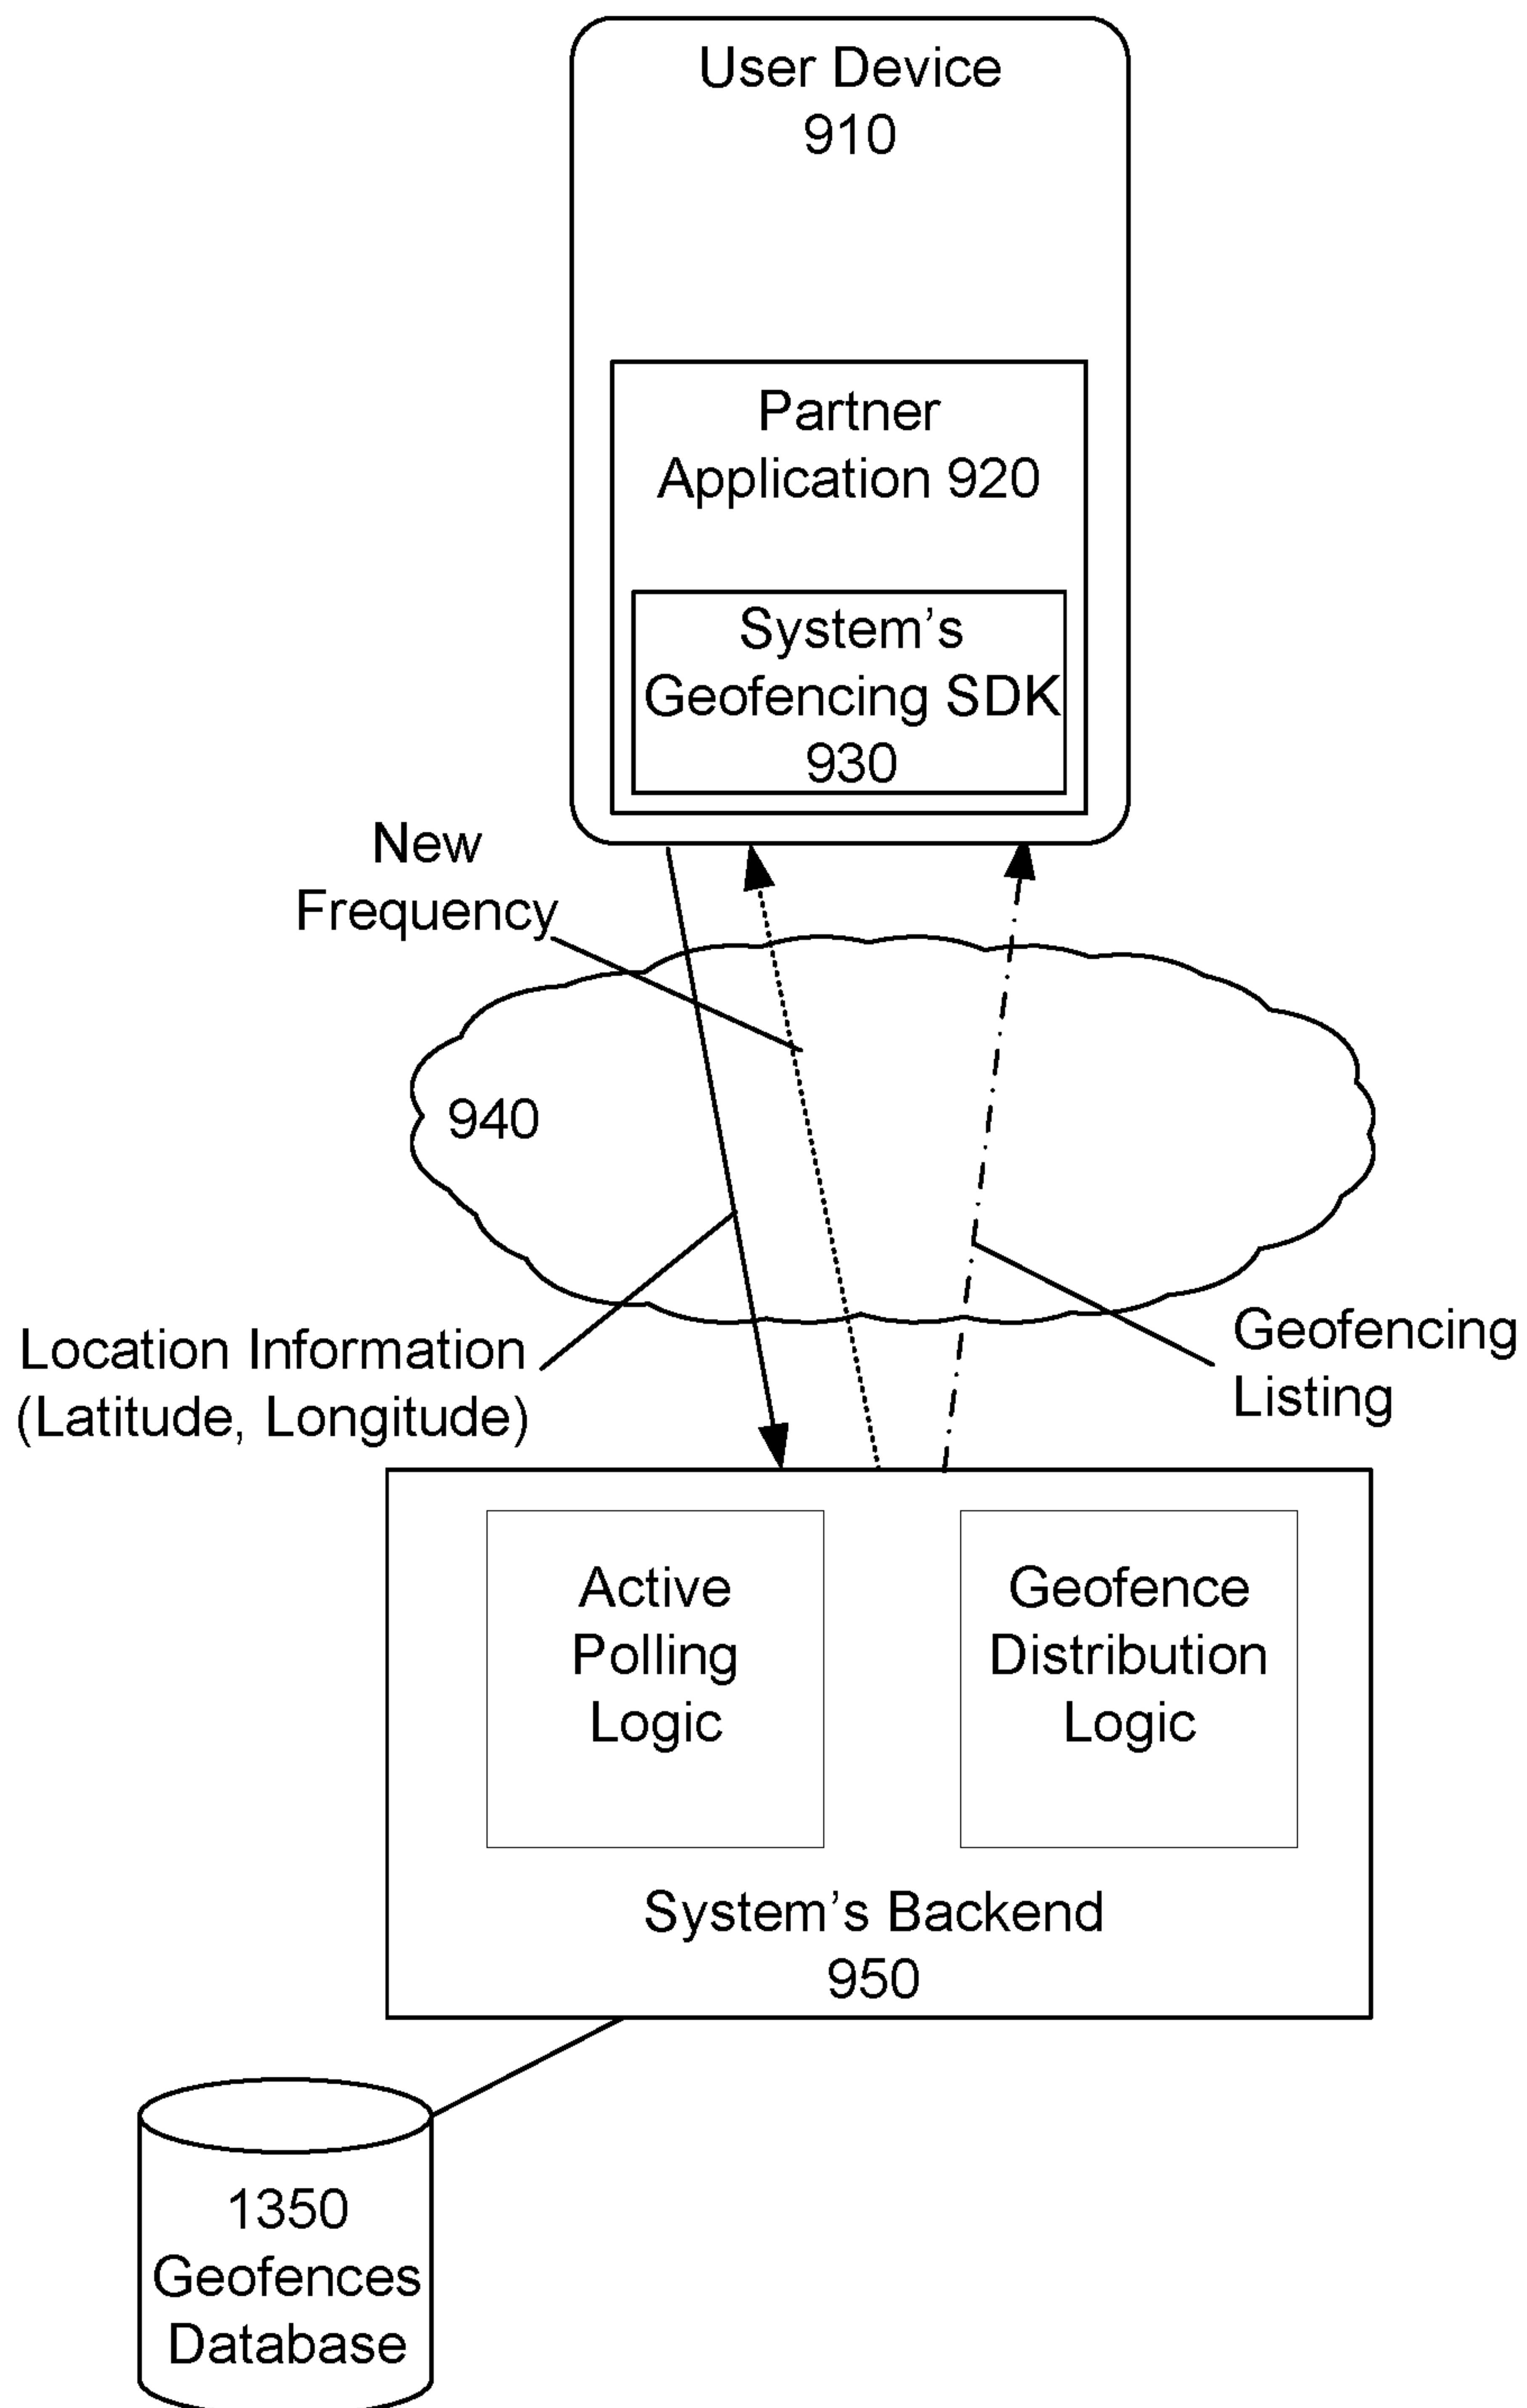 User Device
910
Partner
Application 920
System’s
Geofencing SDK
930
New
Frequency
940
Location Information
(Latitude, Longitude)
Geofencing
Listing
Active
Polling
Logic
Geofence
Distribution
Logic
System’s Backend
950
1350
Geofences
Database